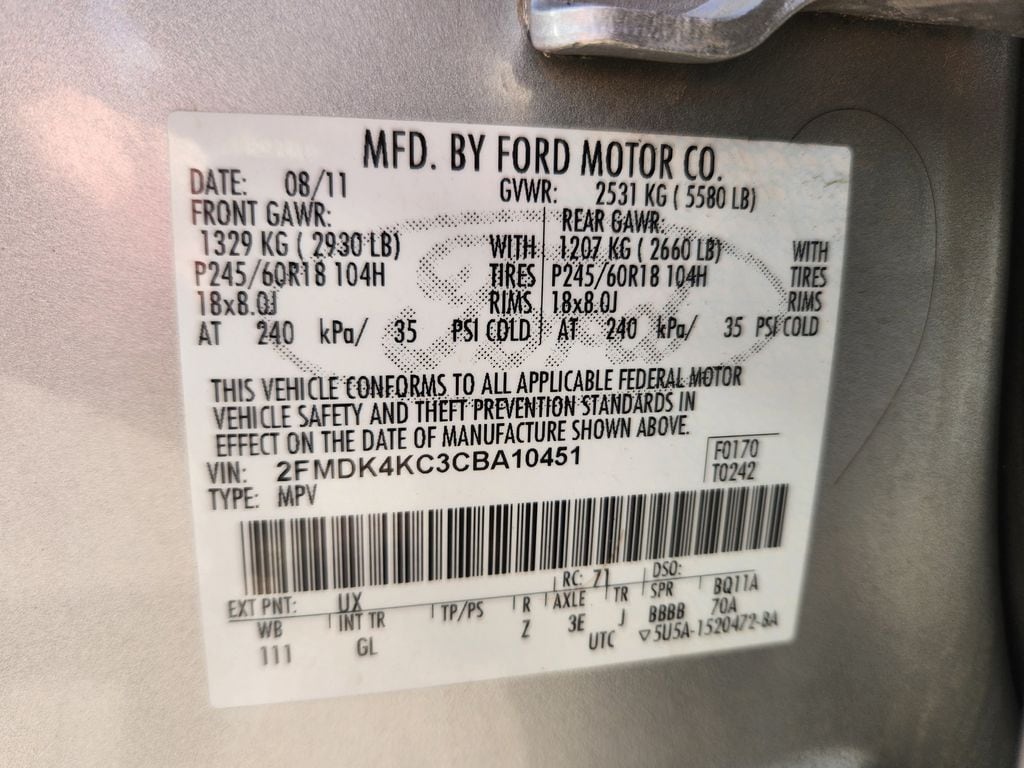 MFD. BY FORD MOTOR CO.
DATE: 08/11 GVWR: 2531 KG ( 5580 LB)
FRONT GAWR: REAR GAWR:
1329 KG ( 2930 LB) WITH 1207 KG ( 2660 LB) WITH
P245/60R18 104H TIRES P245/60R18 104H TIRES
18x8.0J RIMS 18x8.0J RIMS
AT 240 kPa/ 35 PSI COLD AT 240 kPa/ 35 PSI COLD
THIS VEHICLE CONFORMS TO ALL APPLICABLE FEDERAL MOTOR
VEHICLE SAFETY AND THEFT PREVENTION STANDARDS IN
EFFECT ON THE DATE OF MANUFACTURE SHOWN ABOVE.
VIN: 2FMDK4KC3CBA10451 F0170
TYPE: MPV T0242
EXT PNT: UX RC: 71 DSO: BQ11A
WB INT TR TP/PS R AXLE TR SPR 70A
111 GL Z 3E J BBBB
UTC ▽5U5A-1520472-BA